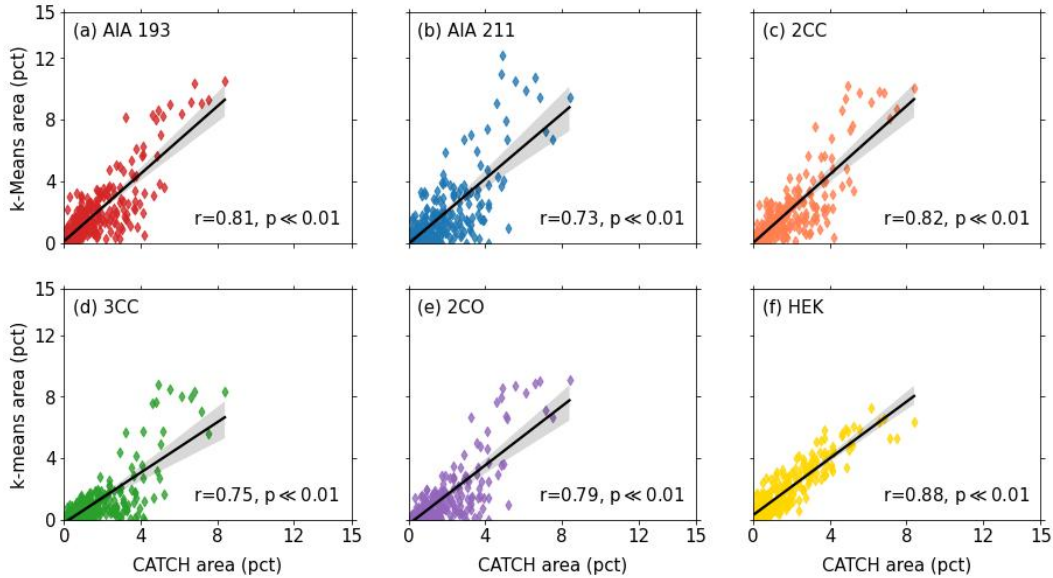 15
12
8
4
0
k-Means area (pct)
(a) AIA 193
r=0.81, p≪0.01
(b) AIA 211
r=0.73, p≪0.01
(c) 2CC
r=0.82, p≪0.01
15
12
8
4
0
k-means area (pct)
(d) 3CC
r=0.75, p≪0.01
0 4 8 12 15
CATCH area (pct)
(e) 2CO
r=0.79, p≪0.01
0 4 8 12 15
CATCH area (pct)
(f) HEK
r=0.88, p≪0.01
0 4 8 12 15
CATCH area (pct)